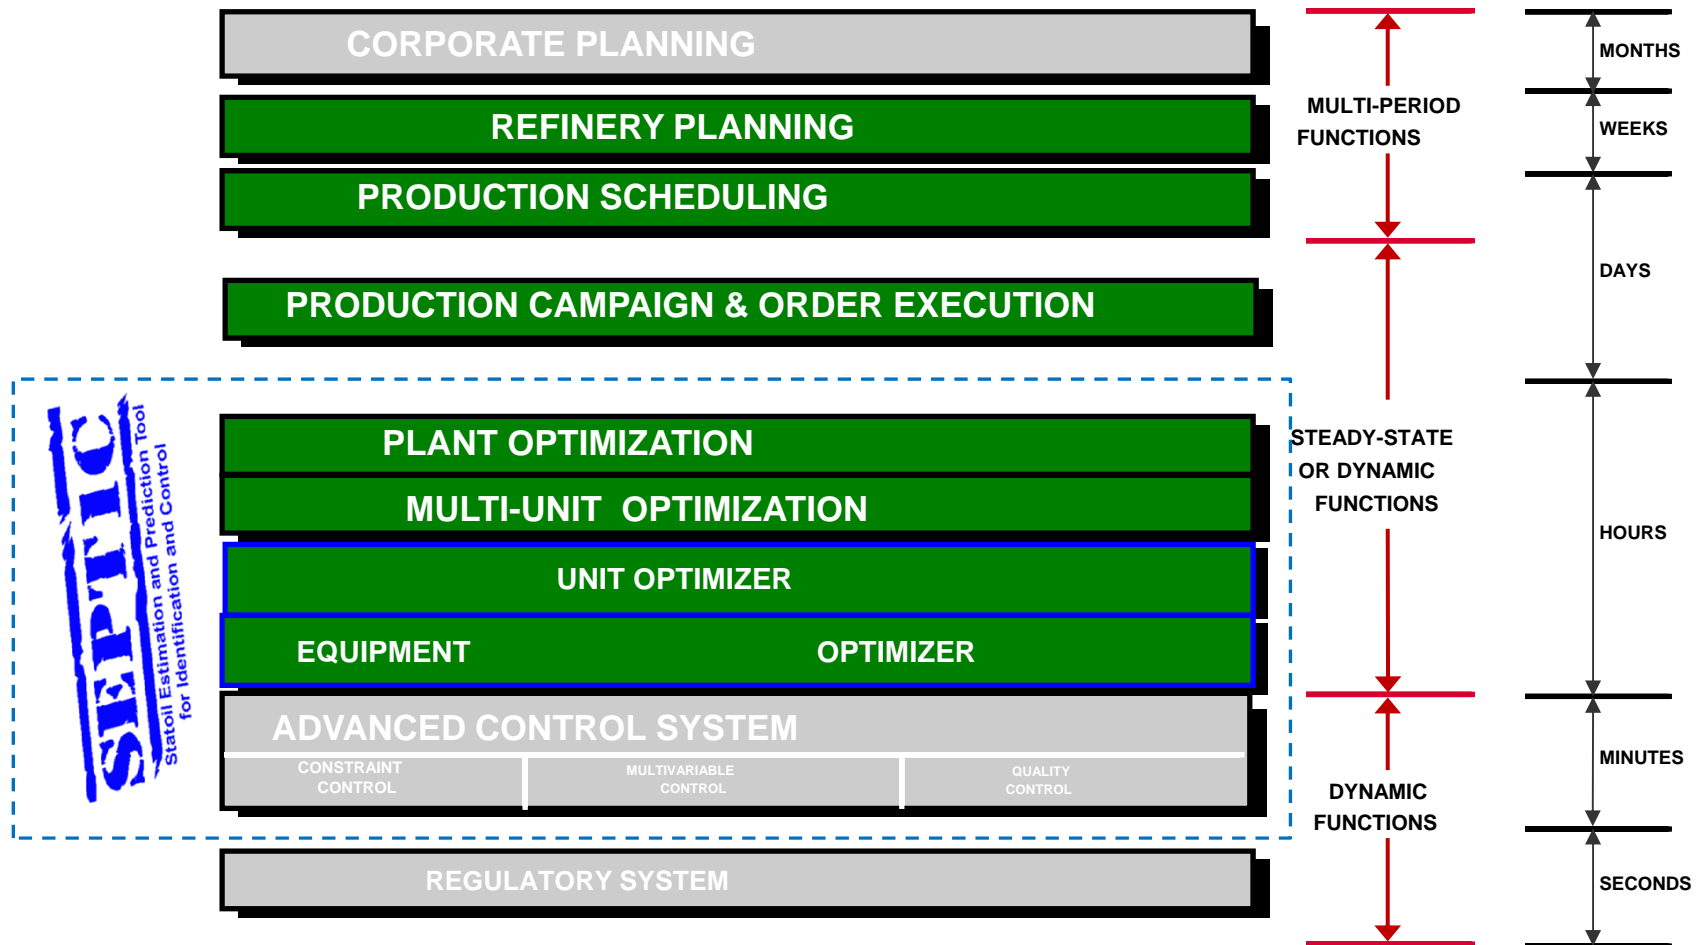 CORPORATE PLANNING
REFINERY PLANNING
PRODUCTION SCHEDULING
PRODUCTION CAMPAIGN & ORDER EXECUTION
SEPTIC
Statoil Estimation and Prediction Tool
for Identification and Control
PLANT OPTIMIZATION
MULTI-UNIT OPTIMIZATION
UNIT OPTIMIZER
EQUIPMENT OPTIMIZER
ADVANCED CONTROL SYSTEM
CONSTRAINT
CONTROL
MULTIVARIABLE
CONTROL
QUALITY
CONTROL
REGULATORY SYSTEM
MULTI-PERIOD
FUNCTIONS
STEADY-STATE
OR DYNAMIC
FUNCTIONS
DYNAMIC
FUNCTIONS
MONTHS
WEEKS
DAYS
HOURS
MINUTES
SECONDS